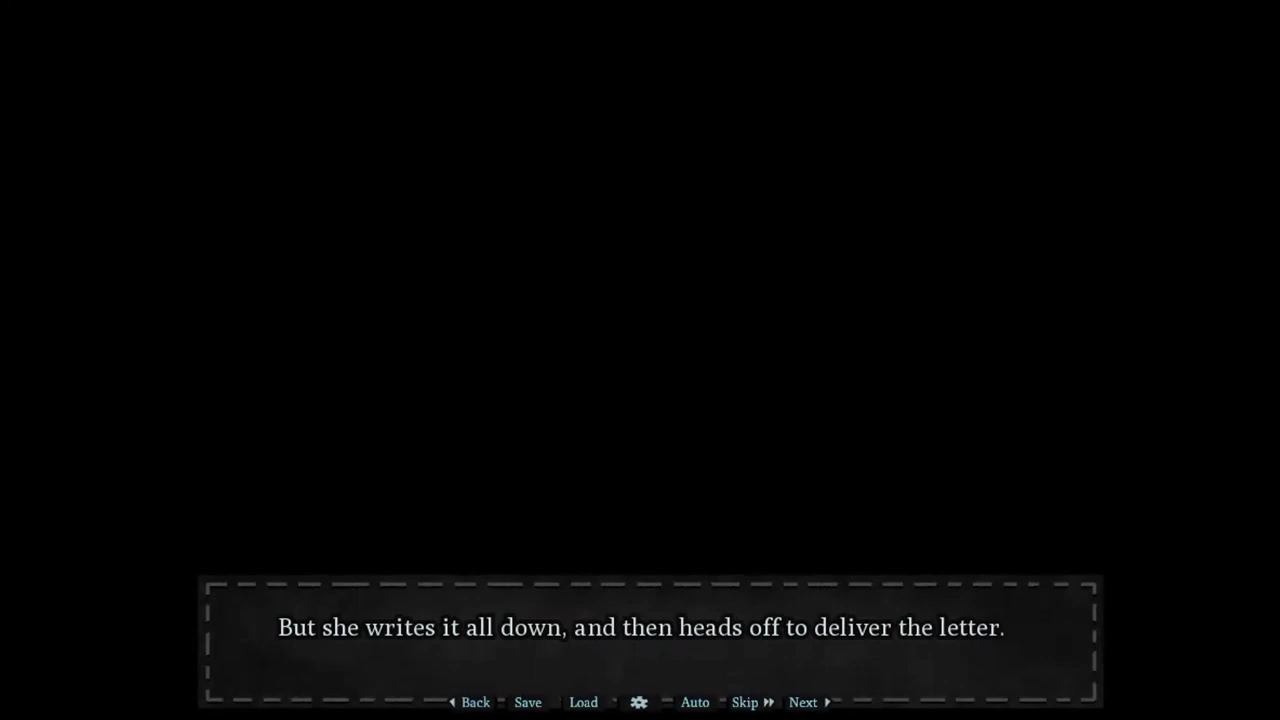 But she writes it all down, and then heads off to deliver the letter.
Back Save Load Auto Skip Next